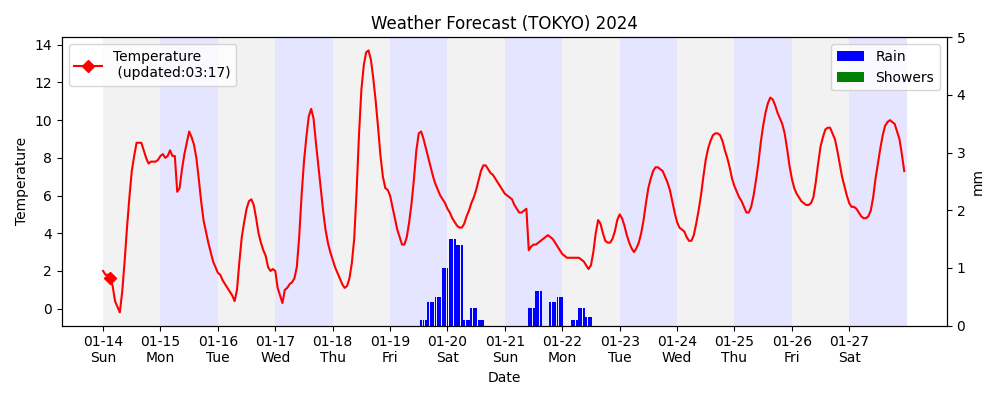 Weather Forecast (TOKYO) 2024
Temperature
(updated:03:17)
Rain
Showers
14
12
10
8
6
4
2
0
Temperature
5
4
3
2
1
0
mm
01-14 01-15 01-16 01-17 01-18 01-19 01-20 01-21 01-22 01-23 01-24 01-25 01-26 01-27
Sun Mon Tue Wed Thu Fri Sat Sun Mon Tue Wed Thu Fri Sat
Date